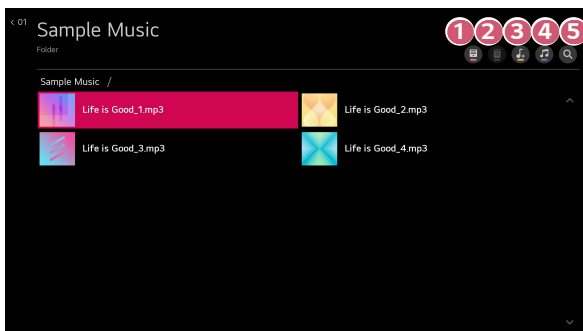 < 01
Sample Music
Folder
1 2 3 4 5
Sample Music /
Life is Good_1.mp3
Life is Good_2.mp3
Life is Good_3.mp3
Life is Good_4.mp3